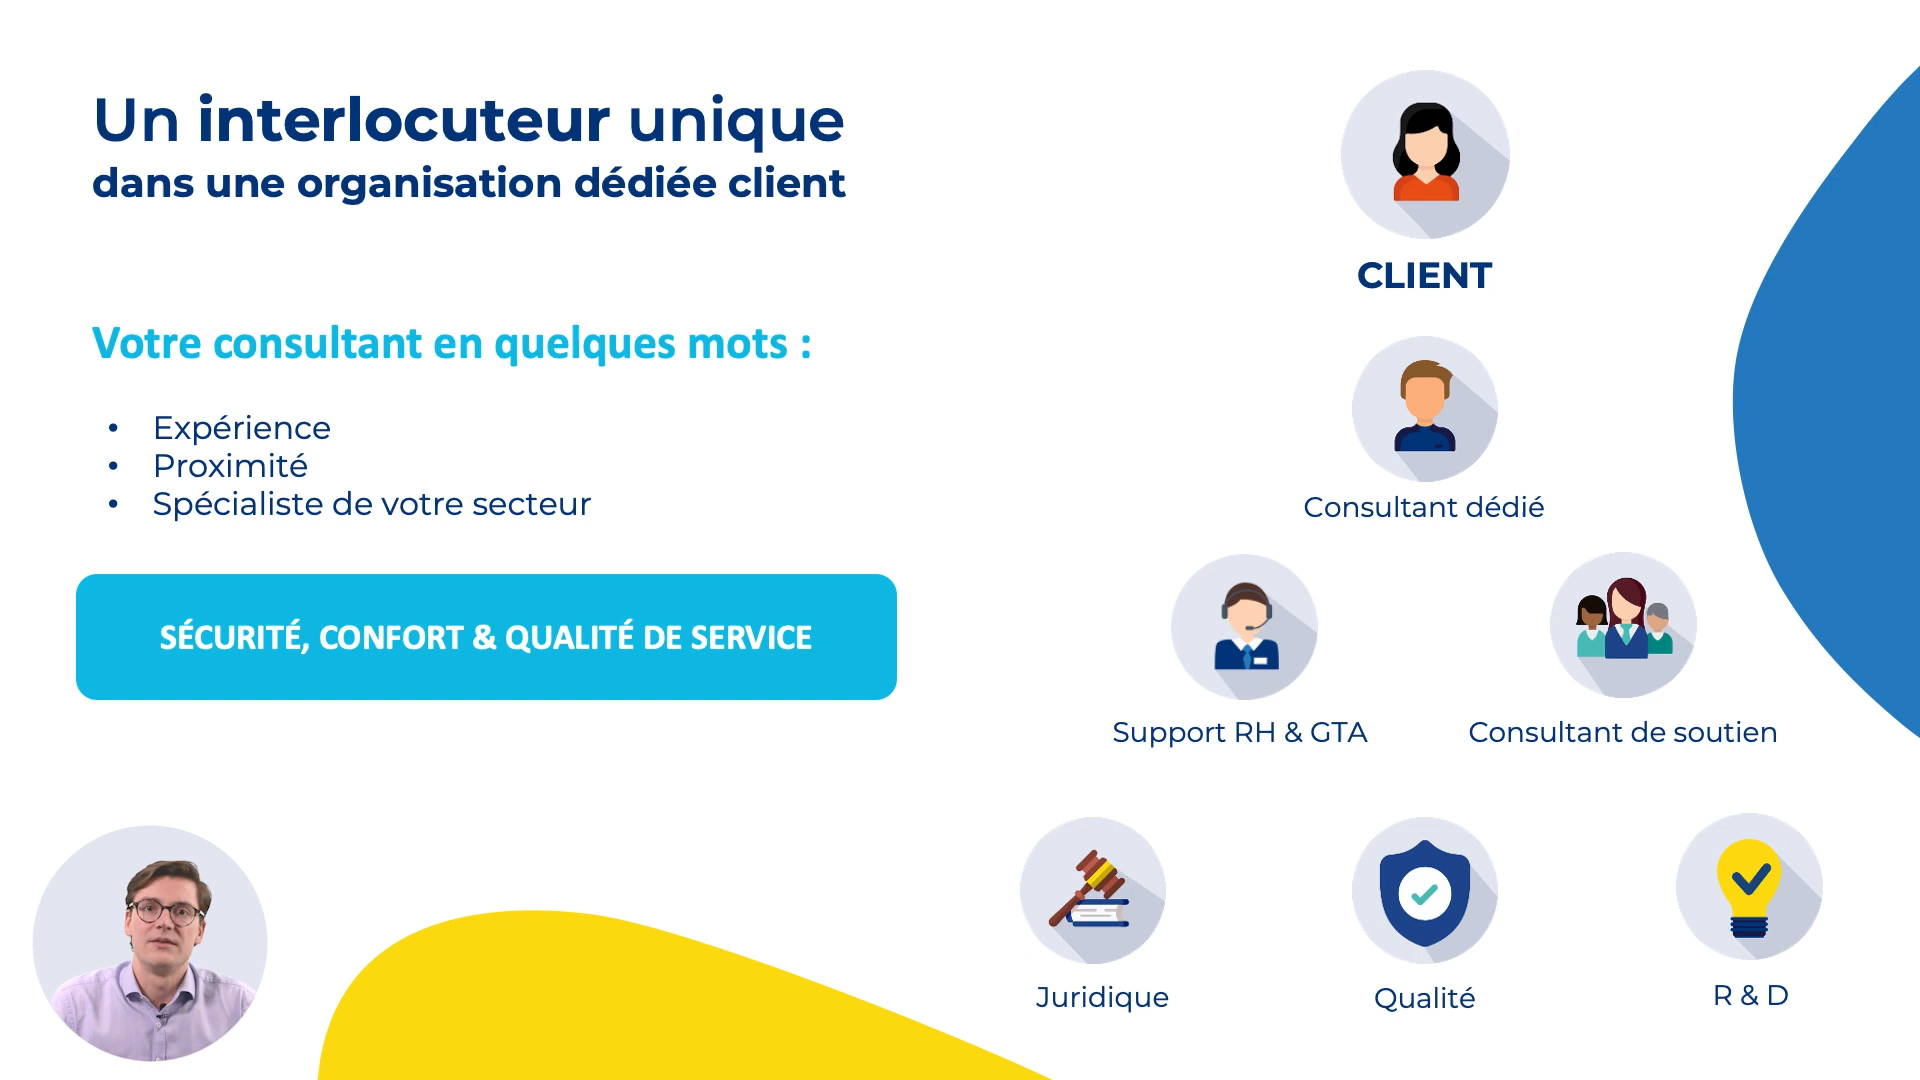 Un interlocuteur unique
dans une organisation dédiée client
Votre consultant en quelques mots :
• Expérience
• Proximité
• Spécialiste de votre secteur
SÉCURITÉ, CONFORT & QUALITÉ DE SERVICE
CLIENT
Consultant dédié
Support RH & GTA
Consultant de soutien
Juridique
Qualité
R & D